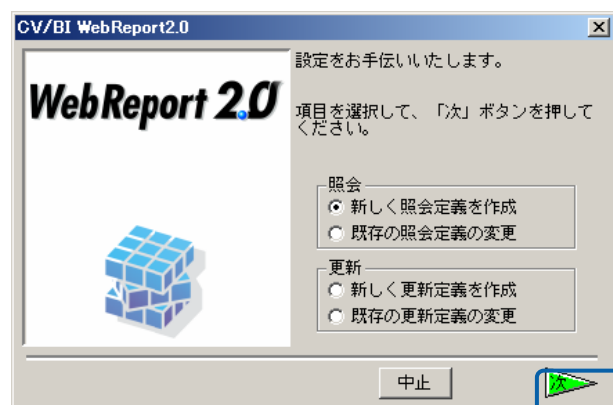 CV/BI WebReport2.0
WebReport 2.0
設定をお手伝いいたします。
項目を選択して、「次」ボタンを押して
ください。
照会
新しく照会定義を作成
既存の照会定義の変更
更新
新しく更新定義を作成
既存の更新定義の変更
中止
次